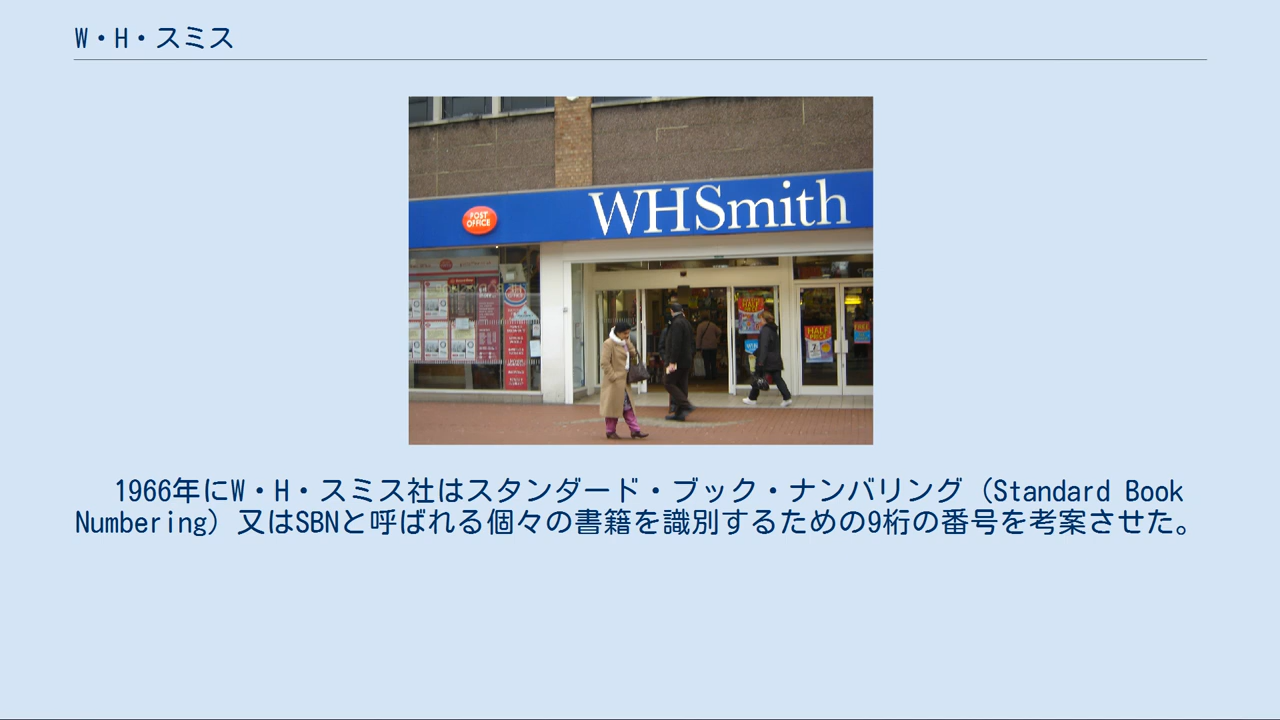 W・H・スミス
POST
OFFICE
WHSmith
HALF
HALF
FREE
1966年にW・H・スミス社はスタンダード・ブック・ナンバリング（Standard Book
Numbering）又はSBNと呼ばれる個々の書籍を識別するための9桁の番号を考案させた。